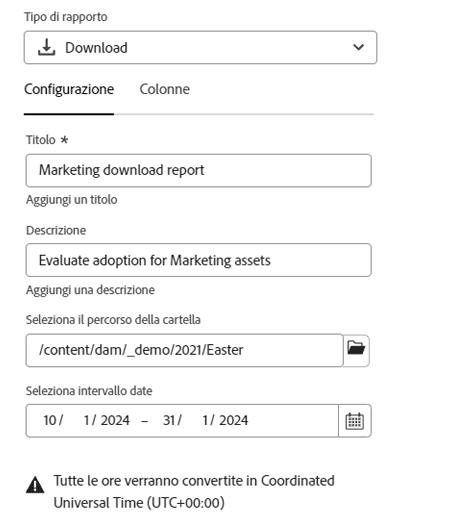 Tipo di rapporto
Download
Configurazione Colonne
Titolo *
Marketing download report
Aggiungi un titolo
Descrizione
Evaluate adoption for Marketing assets
Aggiungi una descrizione
Seleziona il percorso della cartella
/content/dam/_demo/2021/Easter
Seleziona intervallo date
10/ 1/2024 – 31/ 1/2024
Tutte le ore verranno convertite in Coordinated
Universal Time (UTC+00:00)